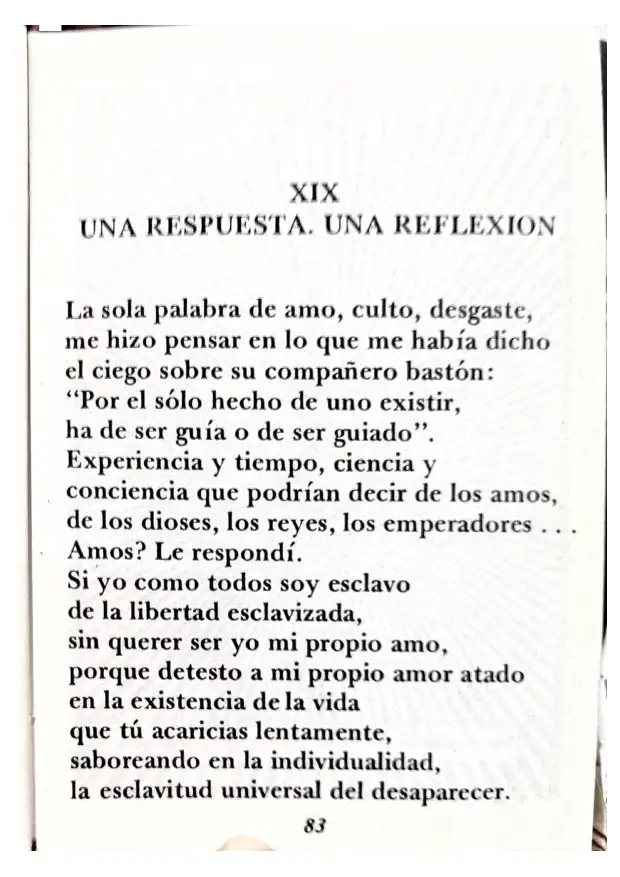 XIX
UNA RESPUESTA. UNA REFLEXION
La sola palabra de amo, culto, desgaste,
me hizo pensar en lo que me había dicho
el ciego sobre su compañero bastón:
“Por el sólo hecho de uno existir,
ha de ser guía o de ser guiado”.
Experiencia y tiempo, ciencia y
conciencia que podrían decir de los amos,
de los dioses, los reyes, los emperadores . . .
Amos? Le respondí.
Si yo como todos soy esclavo
de la libertad esclavizada,
sin querer ser yo mi propio amo,
porque detesto a mi propio amor atado
en la existencia de la vida
que tú acaricias lentamente,
saboreando en la individualidad,
la esclavitud universal del desaparecer.
83